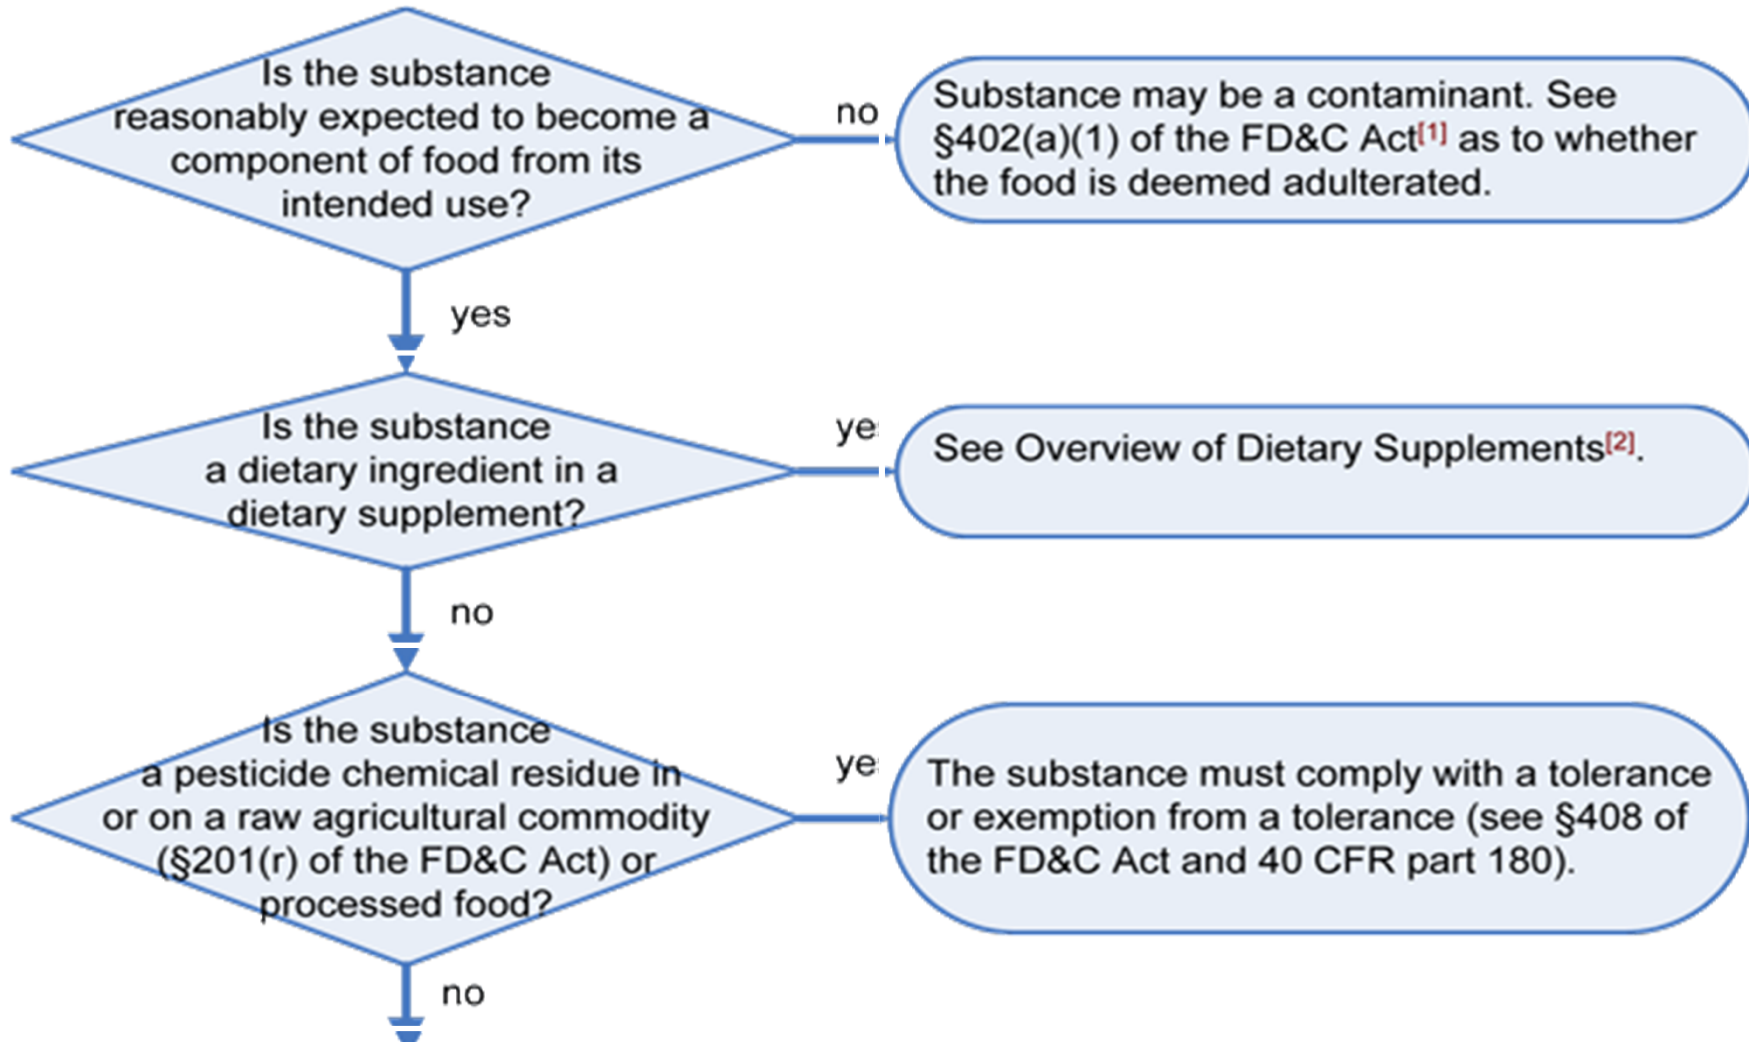 Is the substance
reasonably expected to become a
component of food from its
intended use?
no
Substance may be a contaminant. See
§402(a)(1) of the FD&C Act[1] as to whether
the food is deemed adulterated.
yes
Is the substance
a dietary ingredient in a
dietary supplement?
ye
See Overview of Dietary Supplements[2].
no
Is the substance
a pesticide chemical residue in
or on a raw agricultural commodity
(§201(r) of the FD&C Act) or
processed food?
ye
The substance must comply with a tolerance
or exemption from a tolerance (see §408 of
the FD&C Act and 40 CFR part 180).
no